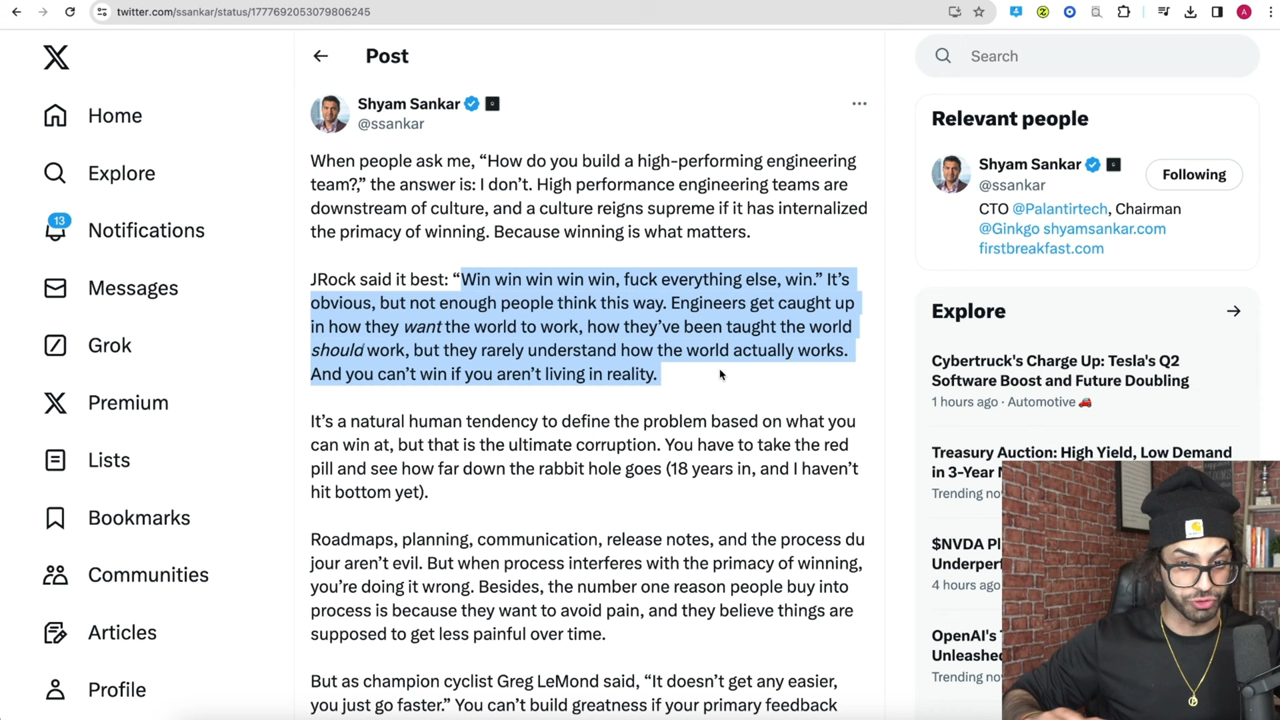 twitter.com/ssankar/status/1777692053079806245
A
Post
Search
Home
Explore
13
Notifications
Messages
Grok
Premium
Lists
Bookmarks
Communities
Articles
Profile
Shyam Sankar
@ssankar
When people ask me, “How do you build a high-performing engineering
team?,” the answer is: I don’t. High performance engineering teams are
downstream of culture, and a culture reigns supreme if it has internalized
the primacy of winning. Because winning is what matters.
JRock said it best: “Win win win win win, fuck everything else, win.” It’s
obvious, but not enough people think this way. Engineers get caught up
in how they want the world to work, how they’ve been taught the world
should work, but they rarely understand how the world actually works.
And you can’t win if you aren’t living in reality.
It’s a natural human tendency to define the problem based on what you
can win at, but that is the ultimate corruption. You have to take the red
pill and see how far down the rabbit hole goes (18 years in, and I haven’t
hit bottom yet).
Roadmaps, planning, communication, release notes, and the process du
jour aren’t evil. But when process interferes with the primacy of winning,
you’re doing it wrong. Besides, the number one reason people buy into
process is because they want to avoid pain, and they believe things are
supposed to get less painful over time.
But as champion cyclist Greg LeMond said, “It doesn’t get any easier,
you just go faster.” You can’t build greatness if your primary feedback
Relevant people
Shyam Sankar
@ssankar
Following
CTO @Palantirtech, Chairman
@Ginkgo shyamsankar.com
firstbreakfast.com
Explore
Cybertruck's Charge Up: Tesla's Q2
Software Boost and Future Doubling
1 hours ago · Automotive 🚗
Treasury Auction: High Yield, Low Demand
in 3-Year
Trending
$NVDA
4 hours ago
OpenAI's
Trending